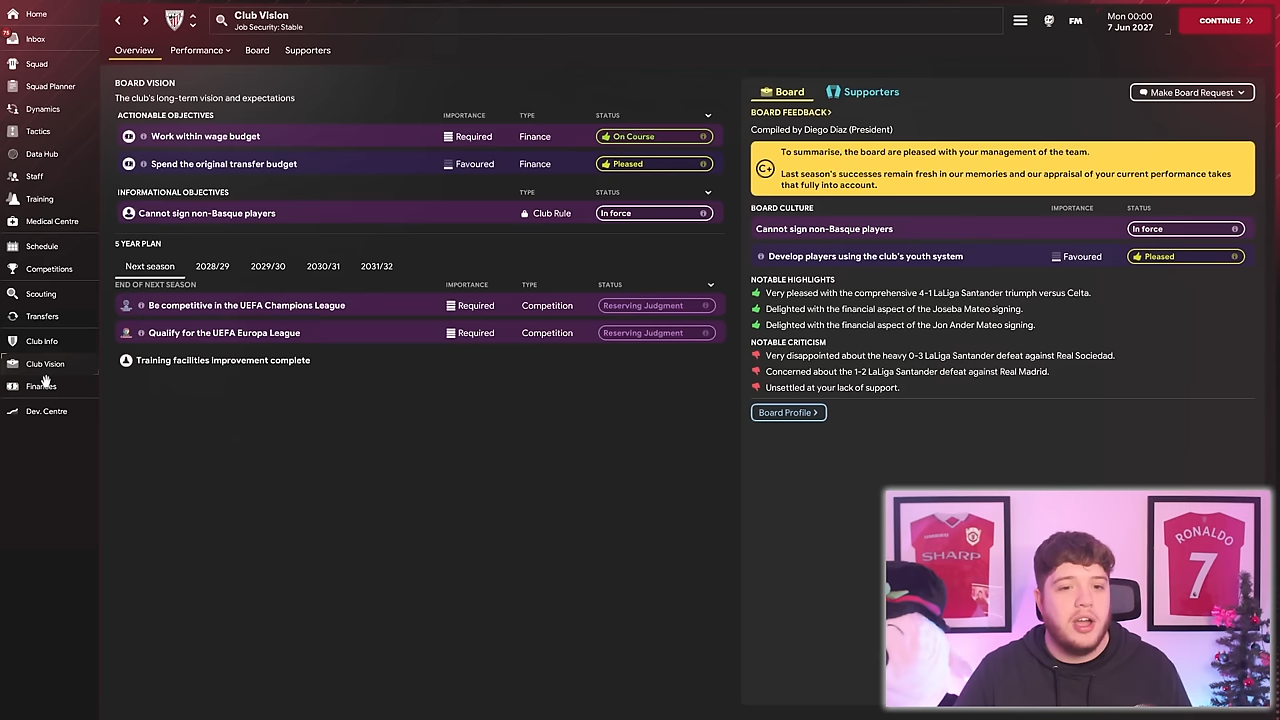 Home
76
Inbox
Squad
Squad Planner
Dynamics
Tactics
Data Hub
Staff
Training
Medical Centre
Schedule
Competitions
Scouting
Transfers
Club Info
Club Vision
Finances
Dev. Centre
Club Vision
Job Security: Stable
FM
Mon 00:00
7 Jun 2027
CONTINUE
Overview
Performance
Board
Supporters
BOARD VISION
The club's long-term vision and expectations
ACTIONABLE OBJECTIVES IMPORTANCE TYPE STATUS
Work within wage budget Required Finance On Course
Spend the original transfer budget Favoured Finance Pleased
INFORMATIONAL OBJECTIVES TYPE STATUS
Cannot sign non-Basque players Club Rule In force
5 YEAR PLAN
Next season 2028/29 2029/30 2030/31 2031/32
END OF NEXT SEASON IMPORTANCE TYPE STATUS
Be competitive in the UEFA Champions League Required Competition Reserving Judgment
Qualify for the UEFA Europa League Required Competition Reserving Judgment
Training facilities improvement complete
Board Supporters Make Board Request
BOARD FEEDBACK>
Compiled by Diego Diaz (President)
C+
To summarise, the board are pleased with your management of the team.
Last season's successes remain fresh in our memories and our appraisal of your current performance takes
that fully into account.
BOARD CULTURE IMPORTANCE STATUS
Cannot sign non-Basque players In force
Develop players using the club's youth system Favoured Pleased
NOTABLE HIGHLIGHTS
Very pleased with the comprehensive 4-1 LaLiga Santander triumph versus Celta.
Delighted with the financial aspect of the Joseba Mateo signing.
Delighted with the financial aspect of the Jon Ander Mateo signing.
NOTABLE CRITICISM
Very disappointed about the heavy 0-3 LaLiga Santander defeat against Real Sociedad.
Concerned about the 1-2 LaLiga Santander defeat against Real Madrid.
Unsettled at your lack of support.
Board Profile >
SHARP
RONALDO
7